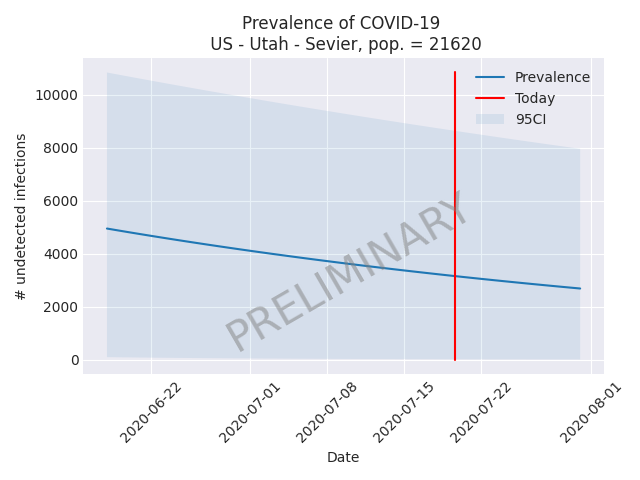 Prevalence of COVID-19
US - Utah - Sevier, pop. = 21620
Prevalence
Today
95CI
# undetected infections
10000
8000
6000
4000
2000
0
PRELIMINARY
2020-06-22
2020-07-01
2020-07-08
2020-07-15
2020-07-22
2020-08-01
Date